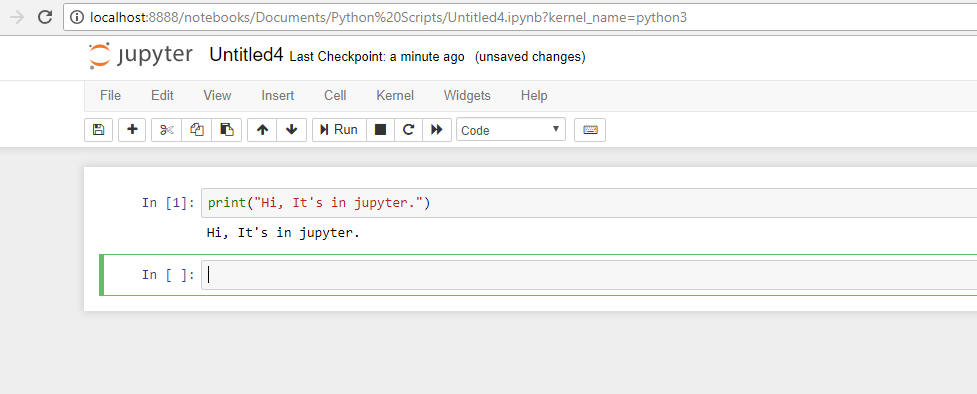 localhost:8888/notebooks/Documents/Python%20Scripts/Untitled4.ipynb?kernel_name=python3
jupyter Untitled4 Last Checkpoint: a minute ago (unsaved changes)
File Edit View Insert Cell Kernel Widgets Help
Run Code
In [1]: print("Hi, It's in jupyter.")
Hi, It's in jupyter.
In [ ]: